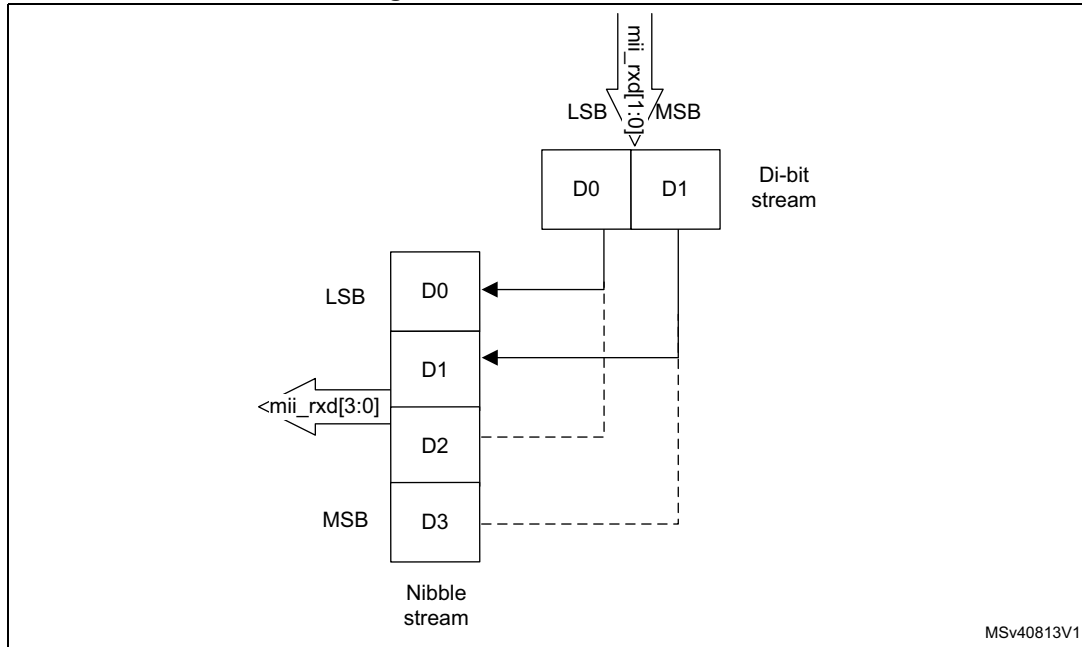 mii_rxd[1:0]>
LSB
MSB
D0
D1
Di-bit
stream
LSB
D0
D1
<mii_rxd[3:0]
D2
MSB
D3
Nibble
stream
MSv40813V1